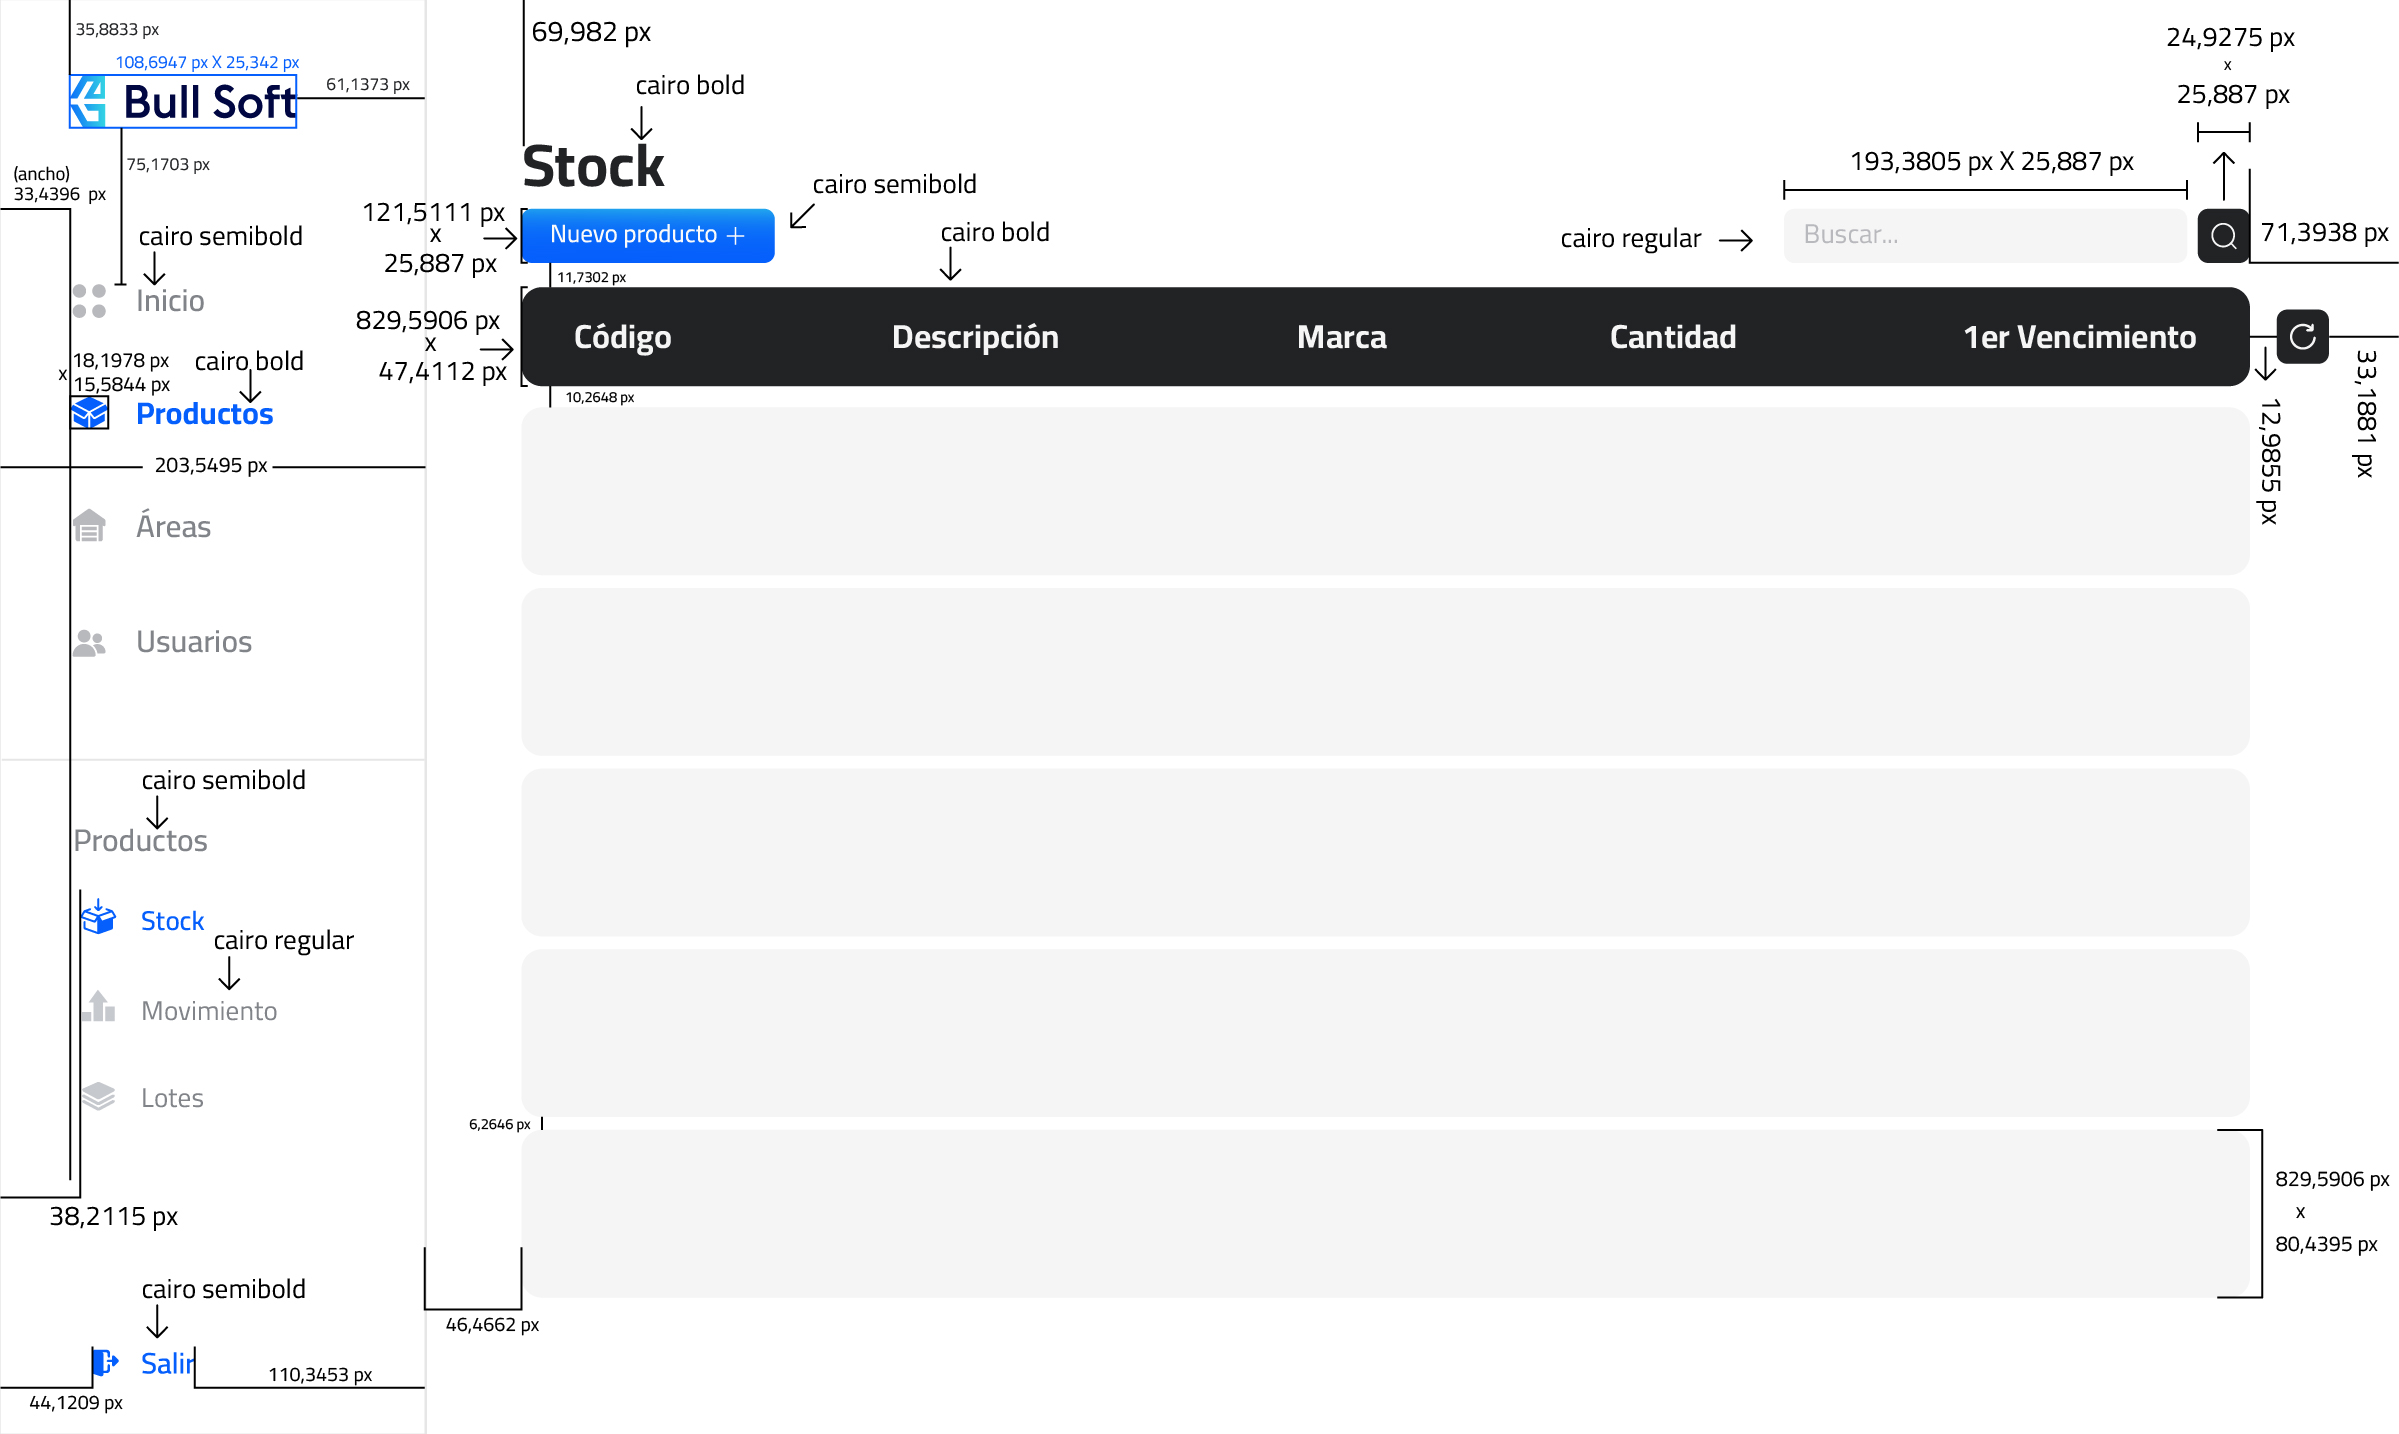 35,8833 px
108,6947 px X 25,342 px
Bull Soft
61,1373 px
75,1703 px
(ancho)
33,4396 px
cairo semibold
Inicio
18,1978 px
x
15,5844 px
cairo bold
Productos
203,5495 px
Áreas
Usuarios
cairo semibold
Productos
Stock
cairo regular
Movimiento
Lotes
38,2115 px
cairo semibold
Salir
110,3453 px
44,1209 px
69,982 px
cairo bold
Stock
cairo semibold
121,5111 px
x
25,887 px
Nuevo producto +
cairo bold
11,7302 px
cairo regular
193,3805 px X 25,887 px
Buscar...
24,9275 px
x
25,887 px
71,3938 px
829,5906 px
x
47,4112 px
Código Descripción Marca Cantidad 1er Vencimiento
10,2648 px
12,9855 px
33,1881 px
6,2646 px
829,5906 px
x
80,4395 px
46,4662 px